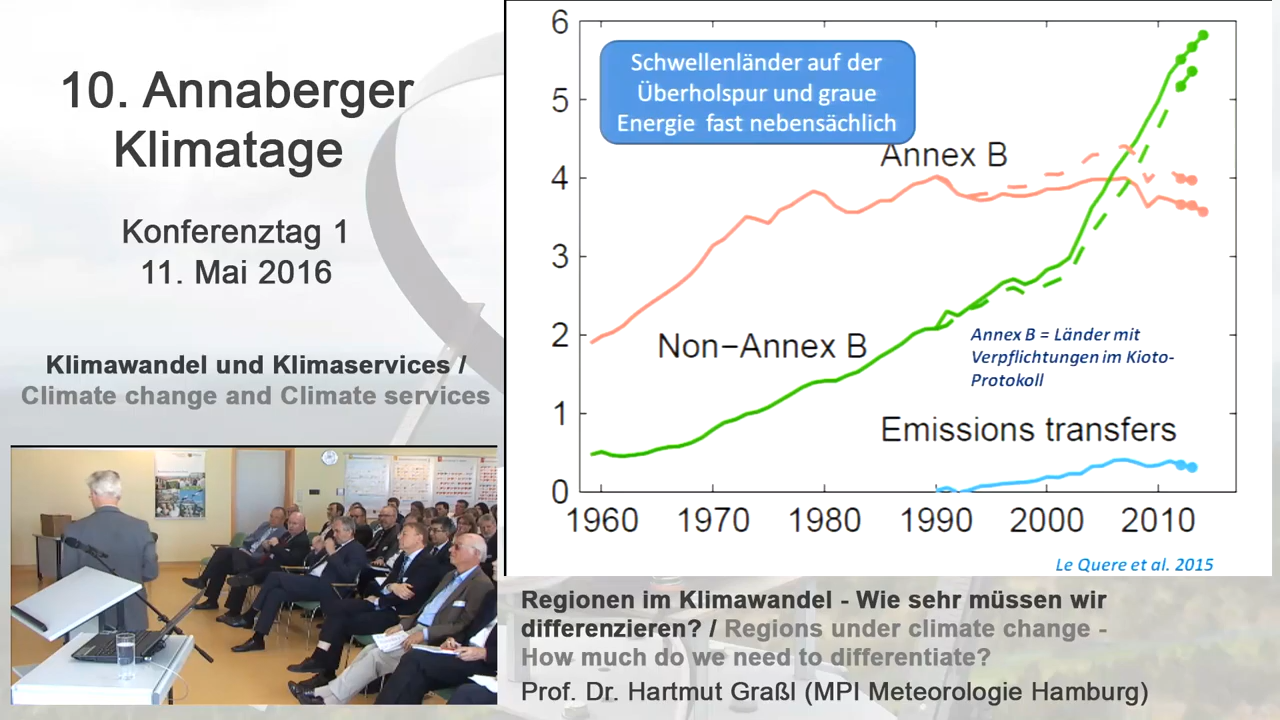 10. Annaberger
Klimatage
Konferenztag 1
11. Mai 2016
Klimawandel und Klimaservices /
Climate change and Climate services
6
5
4
3
2
1
0
Schwellenländer auf der
Überholspur und graue
Energie fast nebensächlich
Annex B
Non−Annex B
Annex B = Länder mit
Verpflichtungen im Kioto-
Protokoll
Emissions transfers
1960 1970 1980 1990 2000 2010
Le Quere et al. 2015
Regionen im Klimawandel - Wie sehr müssen wir
differenzieren? / Regions under climate change -
How much do we need to differentiate?
Prof. Dr. Hartmut Graßl (MPI Meteorologie Hamburg)